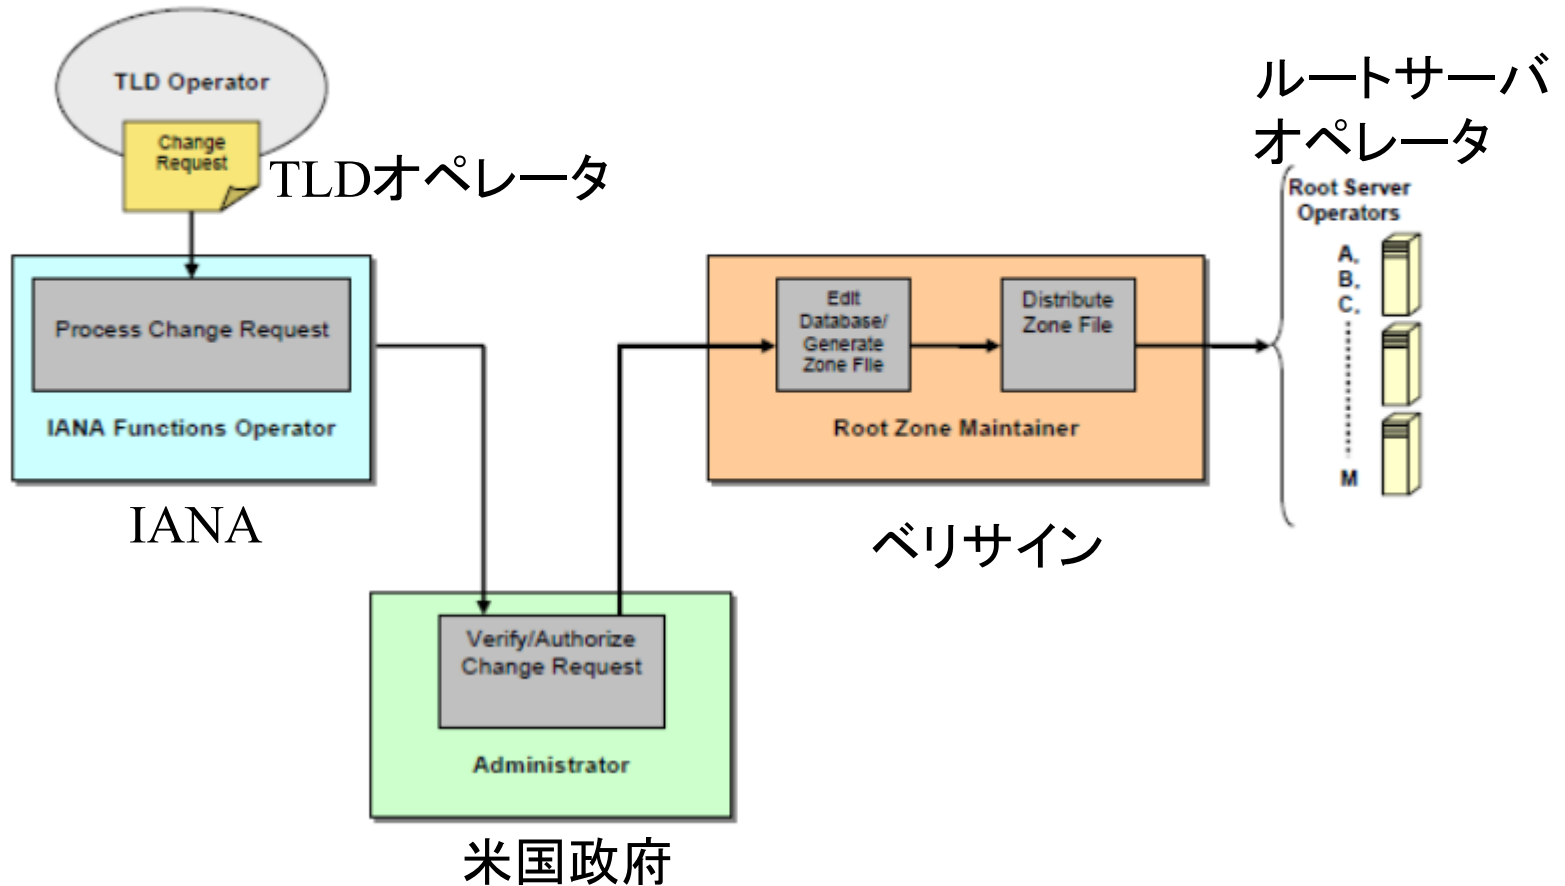 TLD Operator
Change
Request
TLDオペレータ
Process Change Request
IANA Functions Operator
IANA
Verify/Authorize
Change Request
Administrator
米国政府
Edit
Database/
Generate
Zone File
Distribute
Zone File
Root Zone Maintainer
ベリサイン
ルートサーバ
オペレータ
Root Server
Operators
A.
B.
C.
M